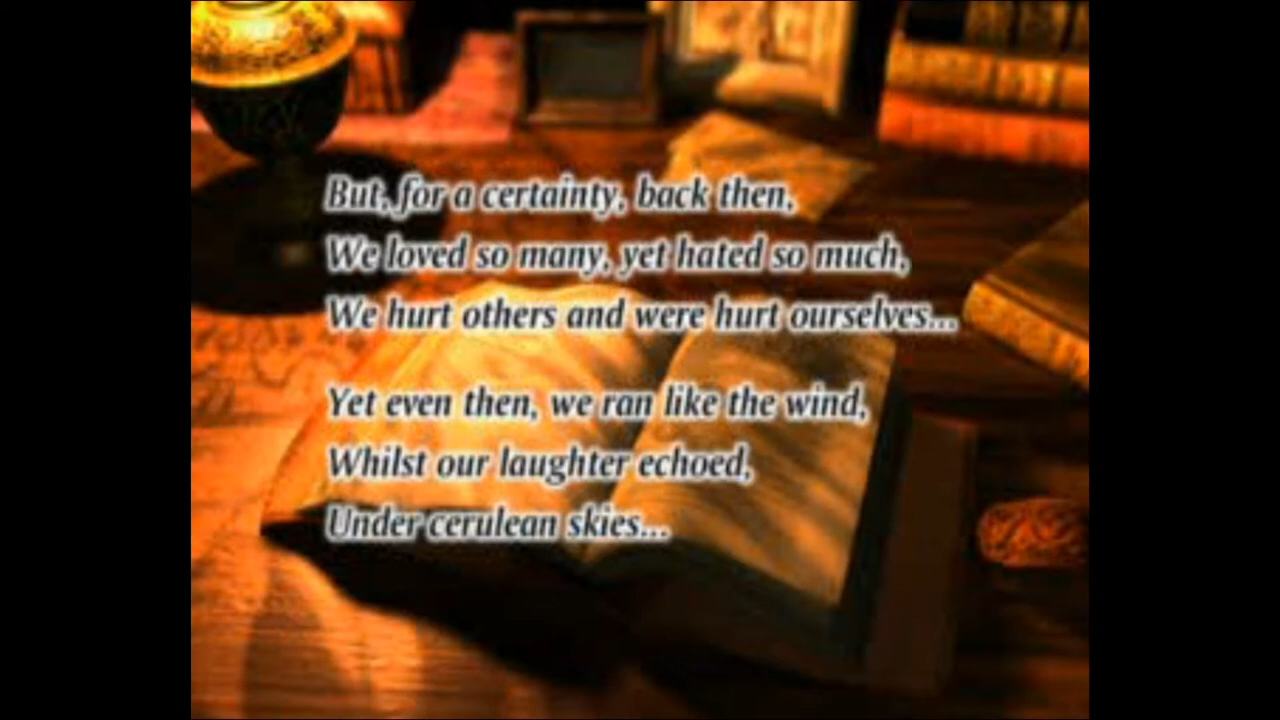 But, for a certainty, back then,
We loved so many, yet hated so much,
We hurt others and were hurt ourselves...
Yet even then, we ran like the wind,
Whilst our laughter echoed,
Under cerulean skies...